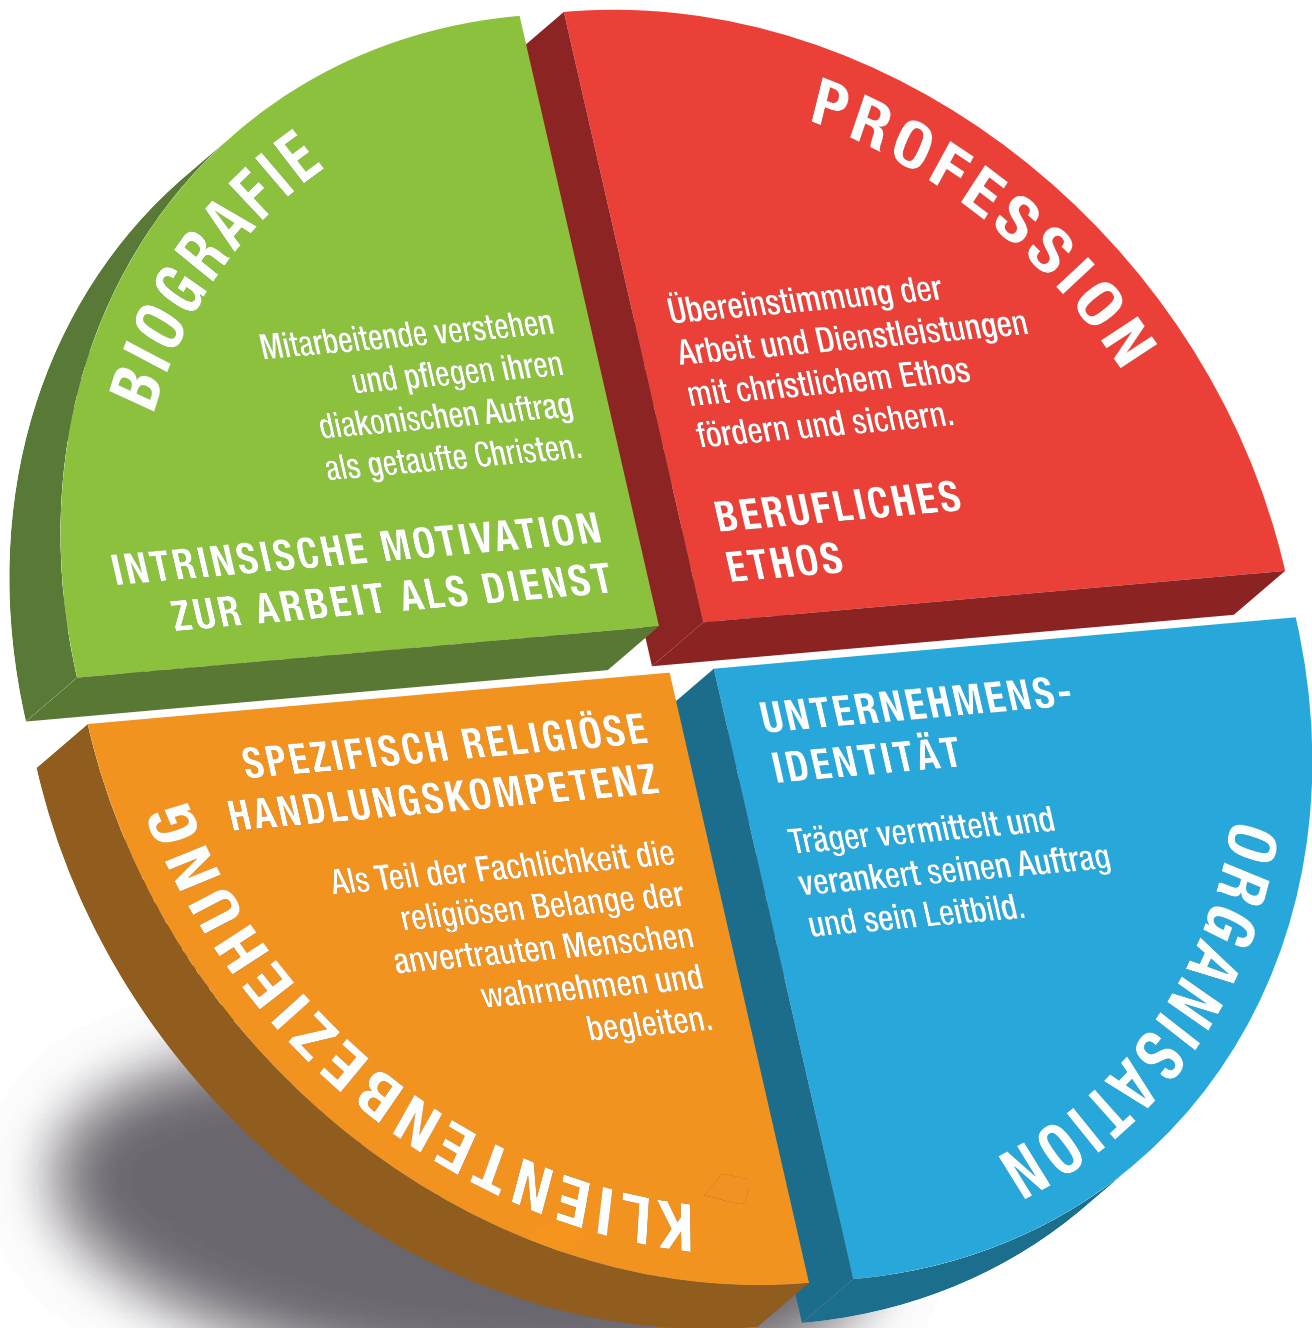 BIOGRAFIE
Mitarbeitende verstehen
und pflegen ihren
diakonischen Auftrag
als getaufte Christen.
INTRINSISCHE MOTIVATION
ZUR ARBEIT ALS DIENST
PROFESSION
Übereinstimmung der
Arbeit und Dienstleistungen
mit christlichem Ethos
fördern und sichern.
BERUFLICHES
ETHOS
SPEZIFISCH RELIGIÖSE
HANDLUNGSKOMPETENZ
Als Teil der Fachlichkeit die
religiösen Belange der
anvertrauten Menschen
wahrnehmen und
begleiten.
KLIENTENBEZIEHUNG
UNTERNEHMENS-
IDENTITÄT
Träger vermittelt und
verankert seinen Auftrag
und sein Leitbild.
ORGANISATION